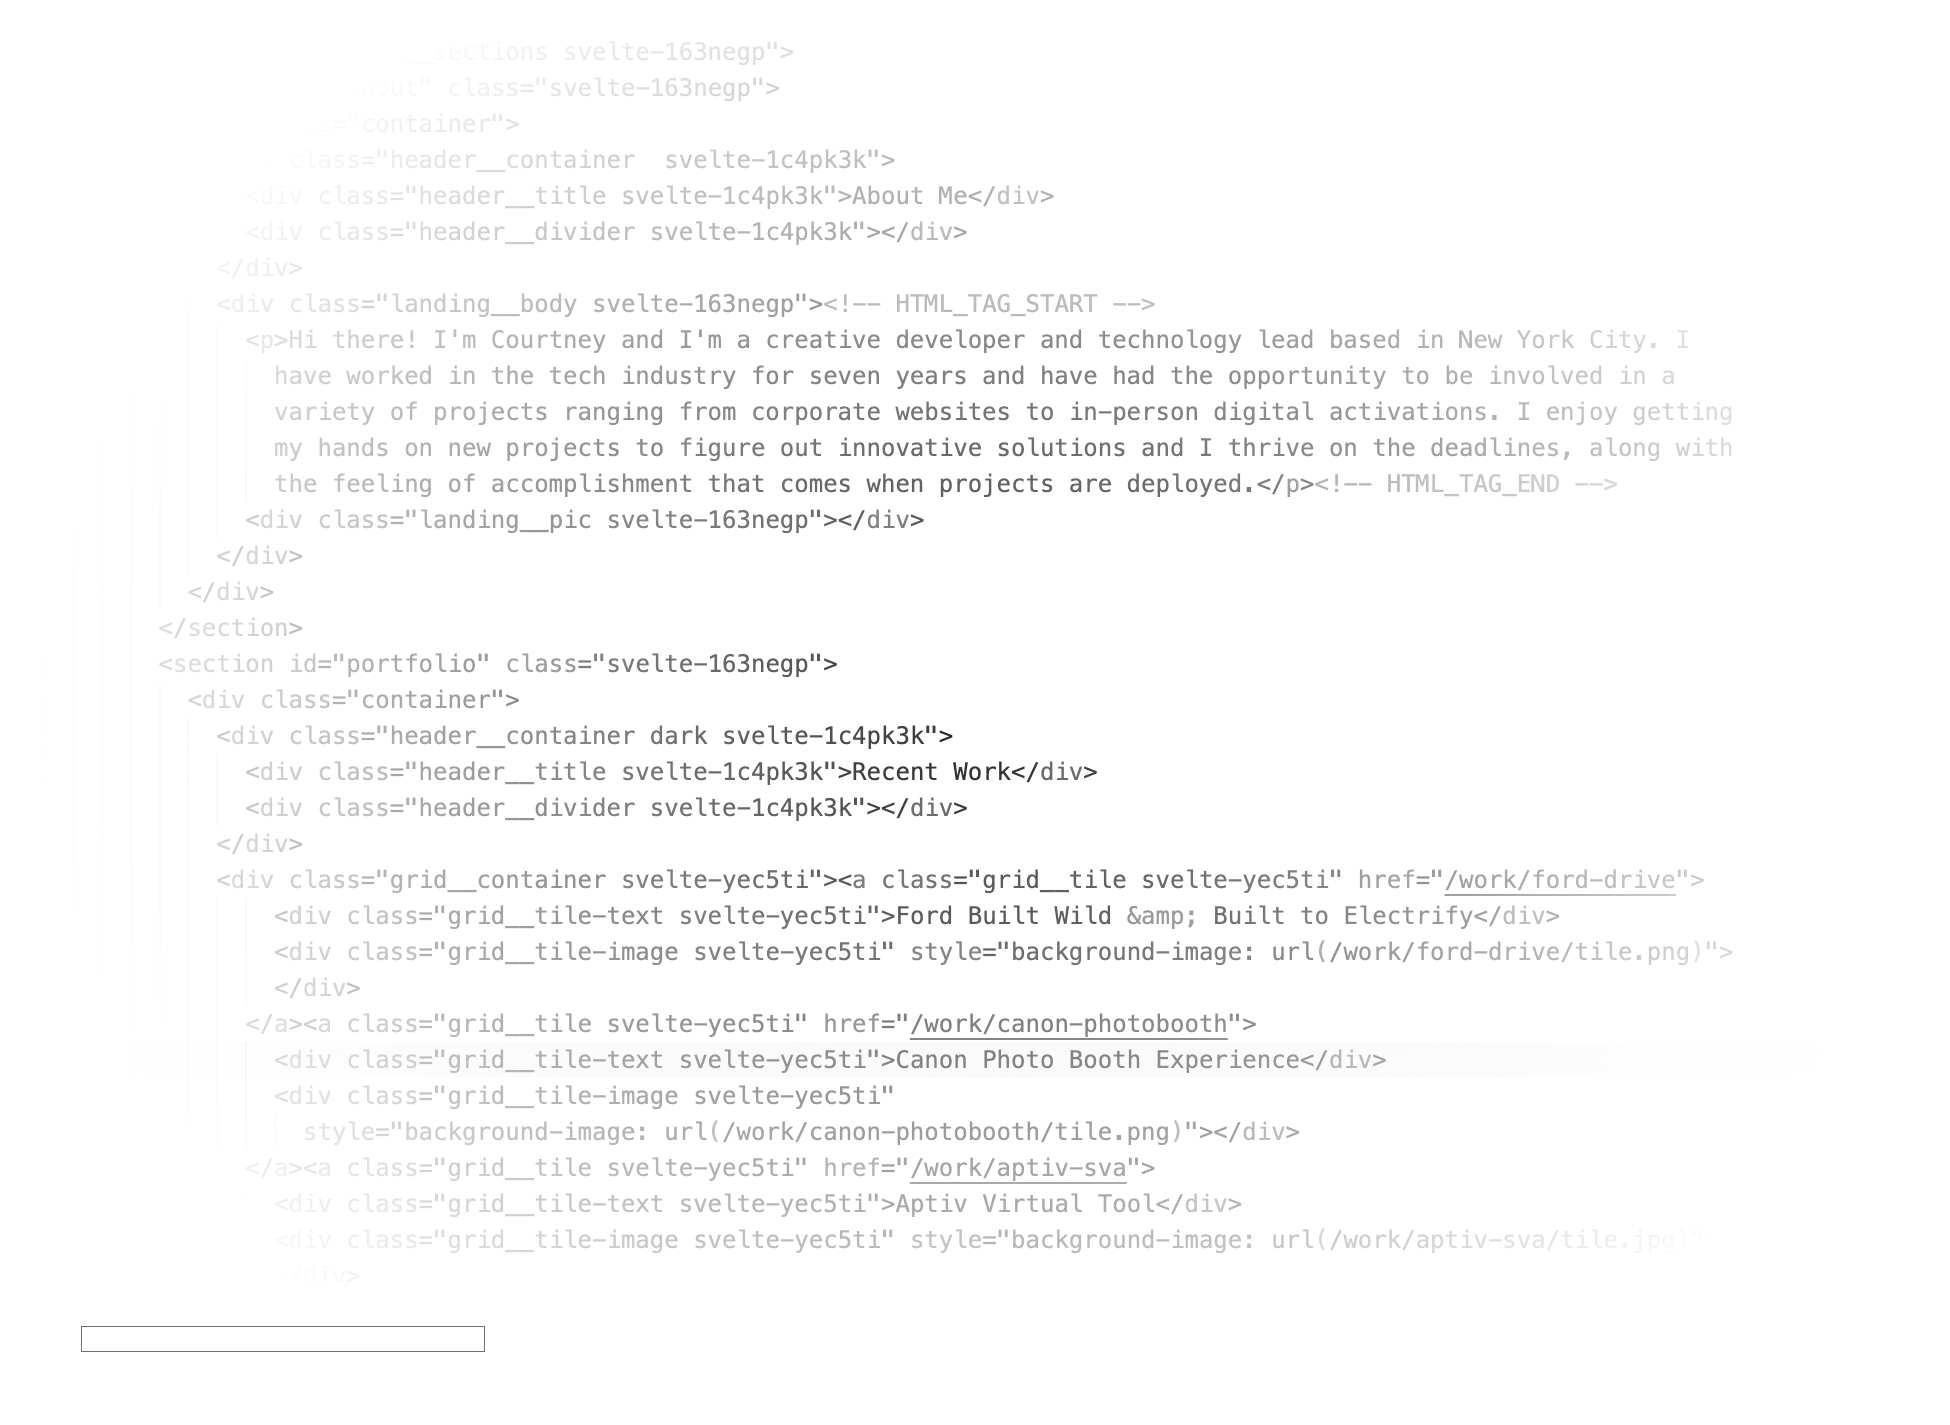 __sections svelte-163negp">
out" class="svelte-163negp">
s="container">
class="header__container  svelte-1c4pk3k">
<div class="header__title svelte-1c4pk3k">About Me</div>
<div class="header__divider svelte-1c4pk3k"></div>
</div>
<div class="landing__body svelte-163negp"><!-- HTML_TAG_START -->
<p>Hi there! I'm Courtney and I'm a creative developer and technology lead based in New York City. I
have worked in the tech industry for seven years and have had the opportunity to be involved in a
variety of projects ranging from corporate websites to in-person digital activations. I enjoy getting
my hands on new projects to figure out innovative solutions and I thrive on the deadlines, along with
the feeling of accomplishment that comes when projects are deployed.</p><!-- HTML_TAG_END -->
<div class="landing__pic svelte-163negp"></div>
</div>
</div>
</section>
<section id="portfolio" class="svelte-163negp">
<div class="container">
<div class="header__container dark svelte-1c4pk3k">
<div class="header__title svelte-1c4pk3k">Recent Work</div>
<div class="header__divider svelte-1c4pk3k"></div>
</div>
<div class="grid__container svelte-yec5ti"><a class="grid__tile svelte-yec5ti" href="/work/ford-drive">
<div class="grid__tile-text svelte-yec5ti">Ford Built Wild &amp; Built to Electrify</div>
<div class="grid__tile-image svelte-yec5ti" style="background-image: url(/work/ford-drive/tile.png)">
</div>
</a><a class="grid__tile svelte-yec5ti" href="/work/canon-photobooth">
<div class="grid__tile-text svelte-yec5ti">Canon Photo Booth Experience</div>
<div class="grid__tile-image svelte-yec5ti"
style="background-image: url(/work/canon-photobooth/tile.png)"></div>
</a><a class="grid__tile svelte-yec5ti" href="/work/aptiv-sva">
<div class="grid__tile-text svelte-yec5ti">Aptiv Virtual Tool</div>
<div class="grid__tile-image svelte-yec5ti" style="background-image: url(/work/aptiv-sva/tile.jpg)"
</div>